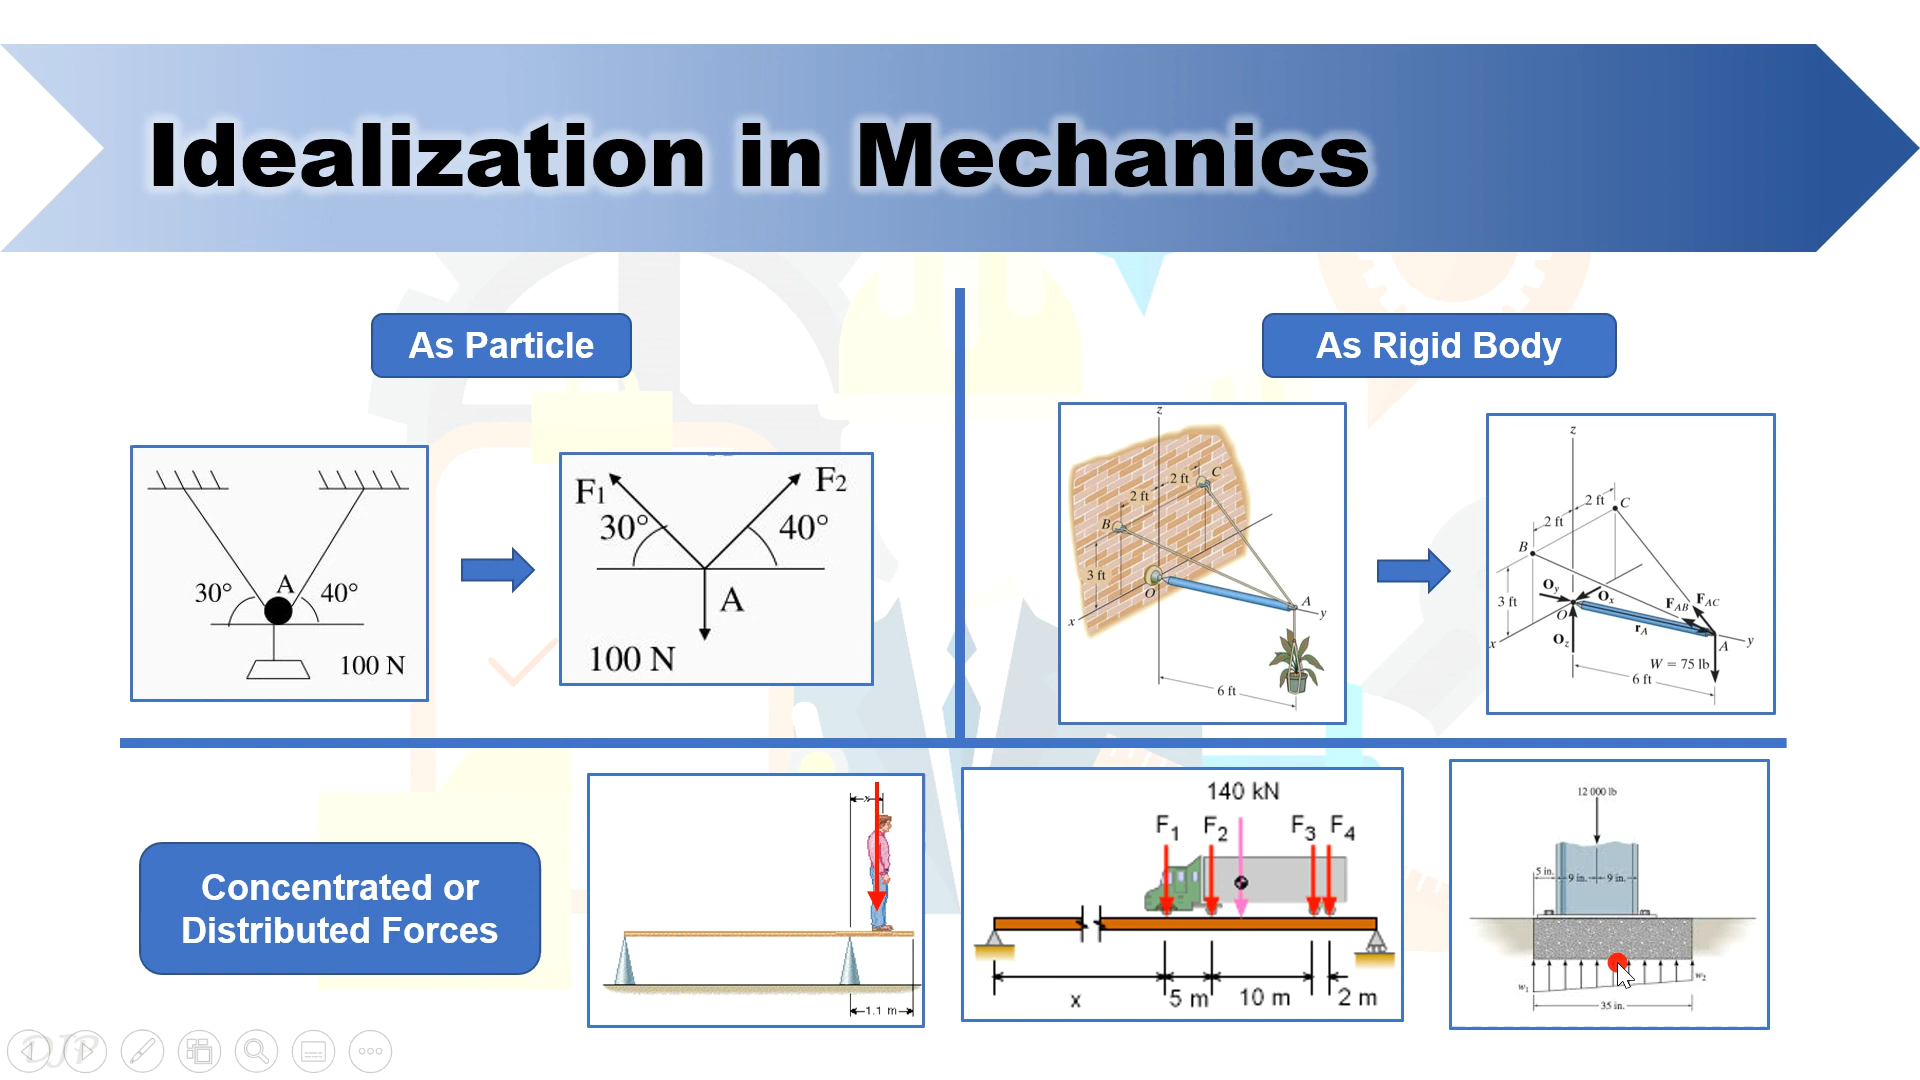 Idealization in Mechanics
As Particle
As Rigid Body
30°
A
40°
100 N
F1
F2
30°
40°
A
100 N
z
2 ft
C
2 ft
B
3 ft
O
A
y
x
6 ft
z
2 ft
C
2 ft
B
Oy
Ox
FAB
FAC
3 ft
O
rA
x
Oz
A
y
W = 75 lb
6 ft
Concentrated or
Distributed Forces
x
1.1 m
140 kN
F1 F2 F3 F4
x
5 m
10 m
2 m
12 000 lb
5 in.
9 in.
9 in.
w1
w2
35 in.
DJP